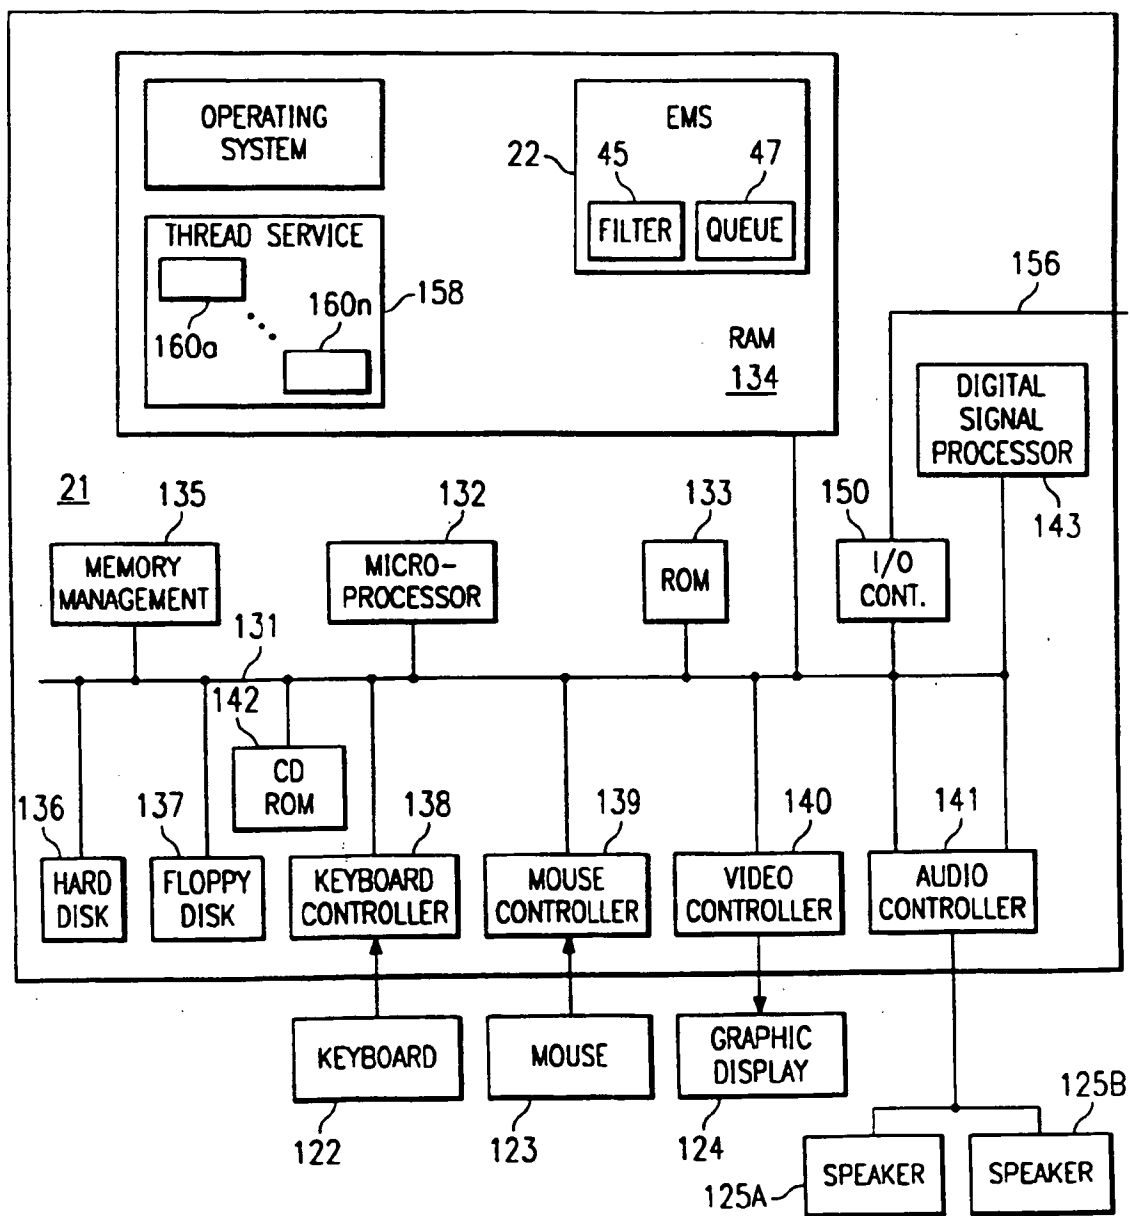 OPERATING
SYSTEM
EMS
22
45
47
FILTER
QUEUE
THREAD SERVICE
160a
160n
158
RAM
134
156
DIGITAL
SIGNAL
PROCESSOR
143
21
135
132
133
150
MEMORY
MANAGEMENT
MICRO-
PROCESSOR
ROM
I/O
CONT.
131
142
CD
ROM
136
137
138
139
140
141
HARD
DISK
FLOPPY
DISK
KEYBOARD
CONTROLLER
MOUSE
CONTROLLER
VIDEO
CONTROLLER
AUDIO
CONTROLLER
KEYBOARD
MOUSE
GRAPHIC
DISPLAY
122
123
124
125B
SPEAKER
SPEAKER
125A